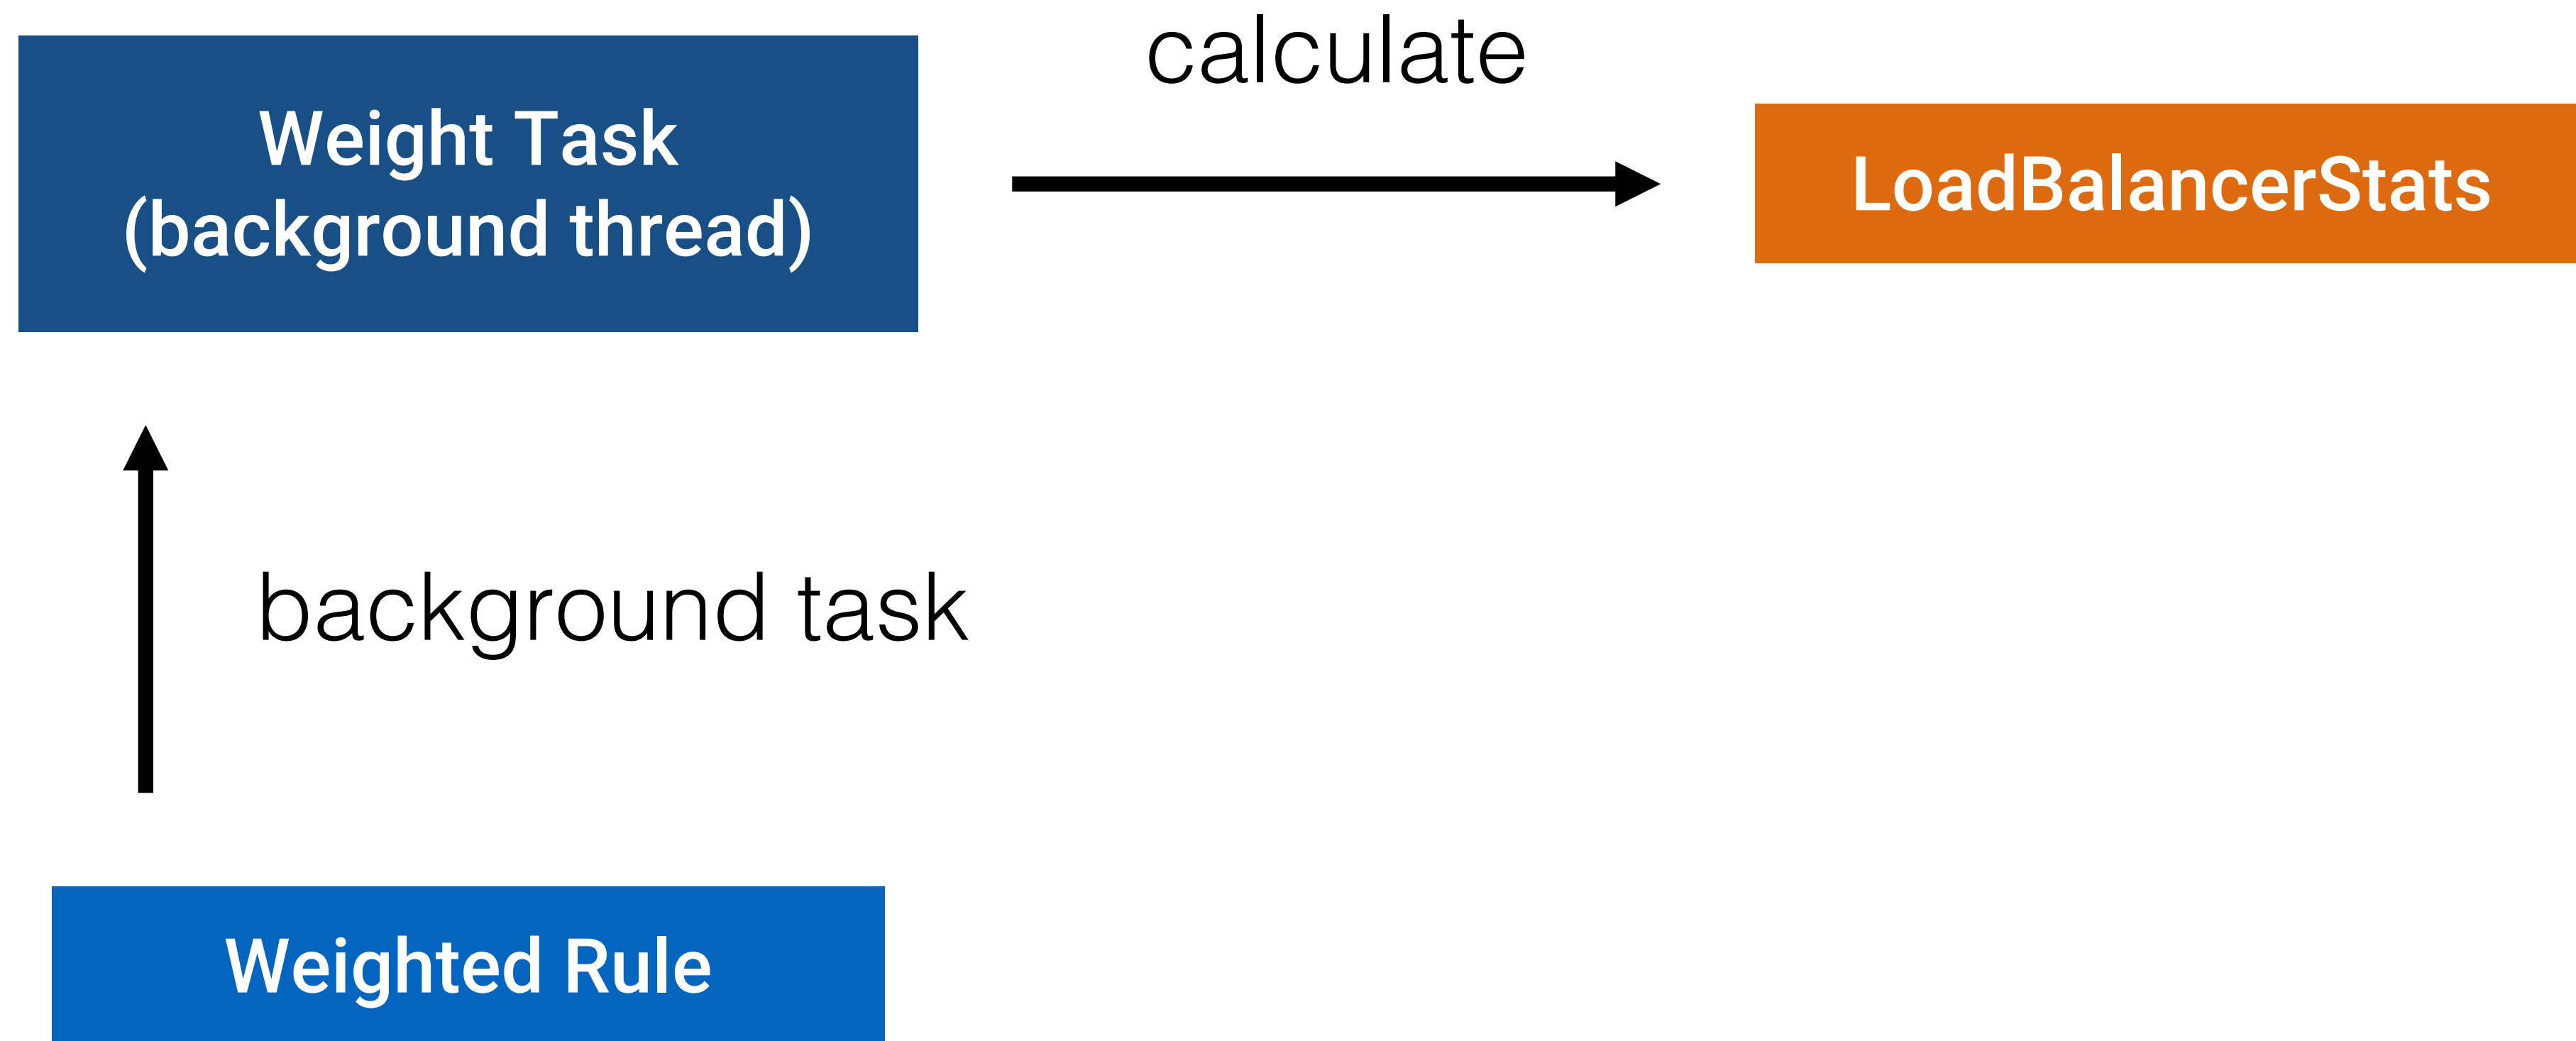 calculate
Weight Task
(background thread)
LoadBalancerStats
background task
Weighted Rule